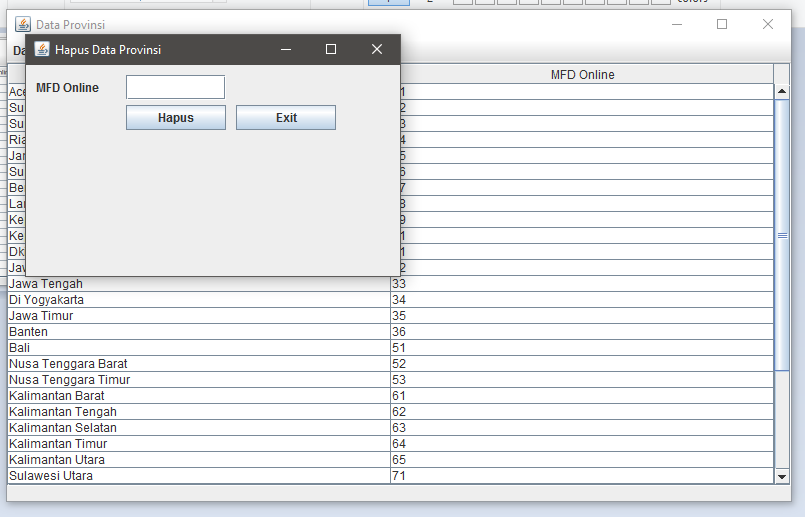 Data Provinsi
Hapus Data Provinsi
MFD Online
Hapus Exit
MFD Online
Jawa Tengah 33
Di Yogyakarta 34
Jawa Timur 35
Banten 36
Bali 51
Nusa Tenggara Barat 52
Nusa Tenggara Timur 53
Kalimantan Barat 61
Kalimantan Tengah 62
Kalimantan Selatan 63
Kalimantan Timur 64
Kalimantan Utara 65
Sulawesi Utara 71